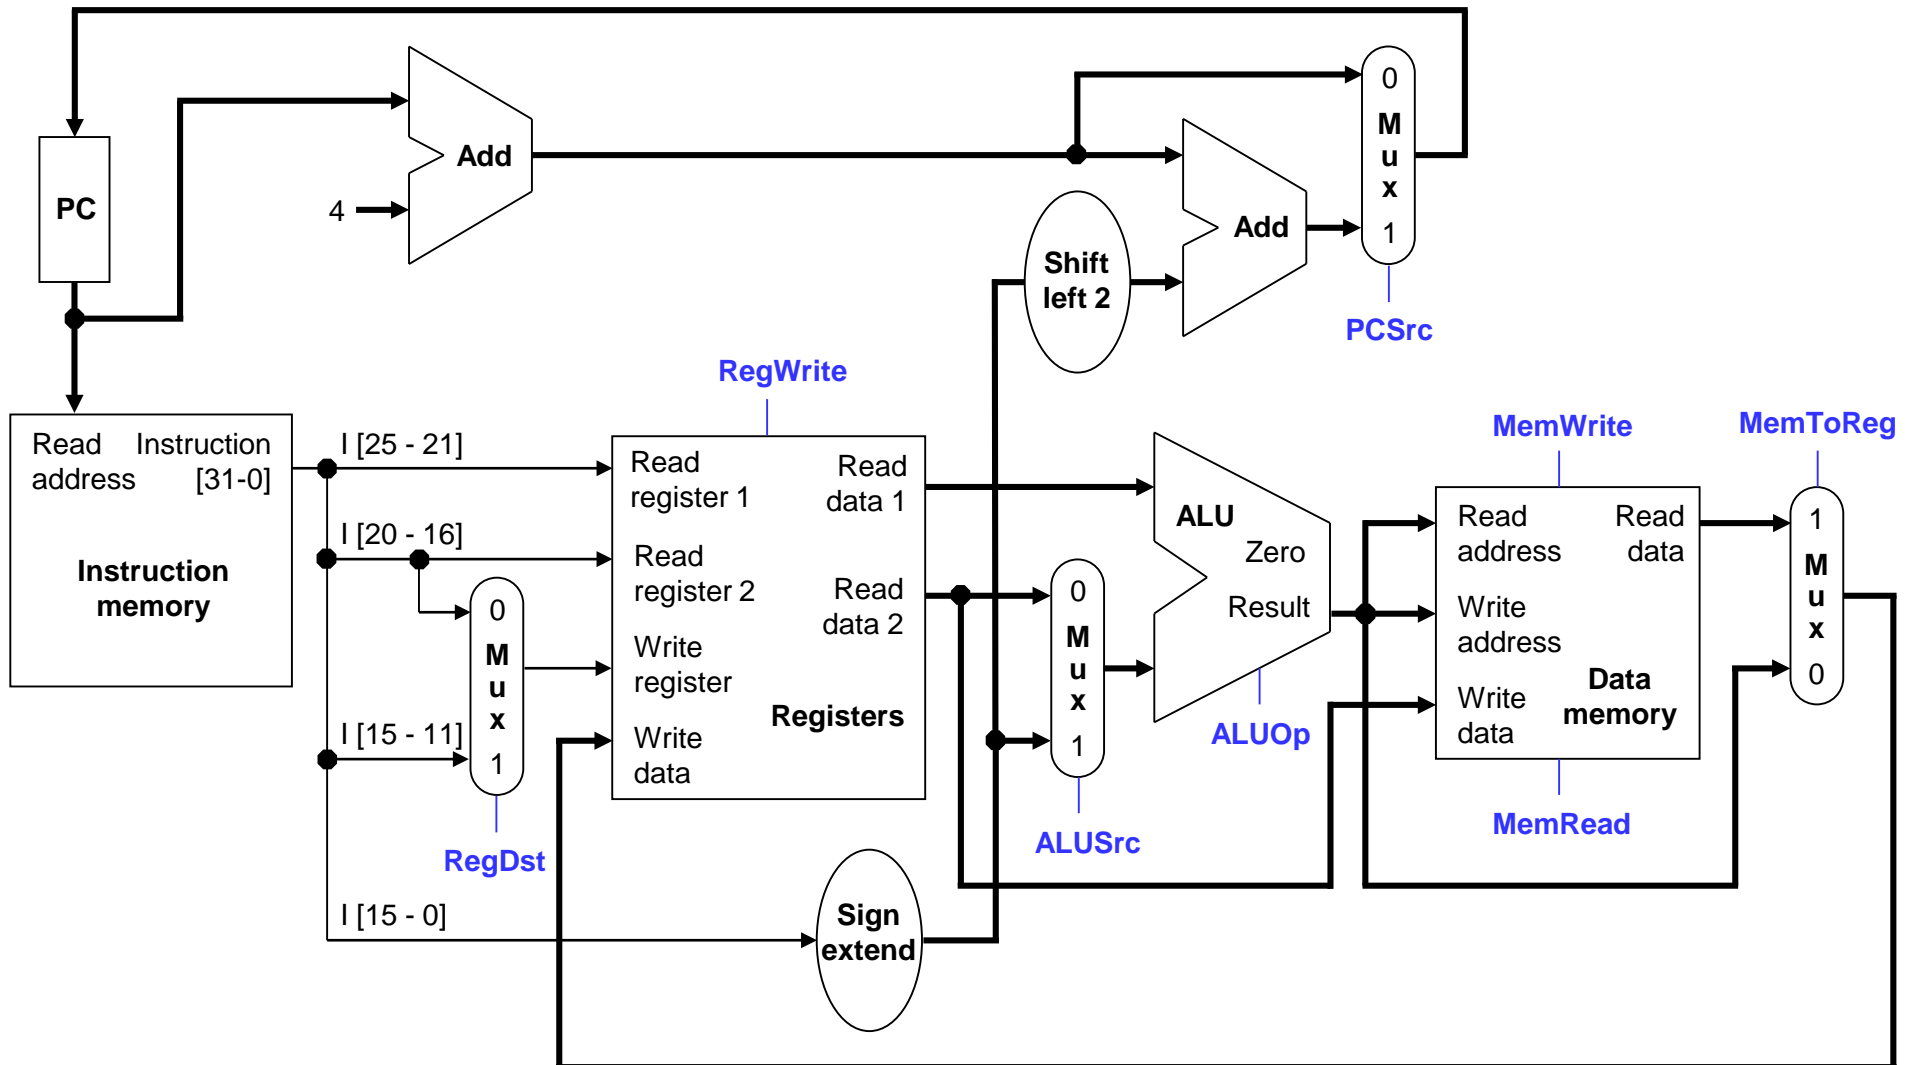 0
M
u
x
1
Add
PC
4
Add
Shift
left 2
PCSrc
RegWrite
MemWrite
MemToReg
Read Instruction
address [31-0]
Instruction
memory
I [25 - 21]
I [20 - 16]
I [15 - 11]
I [15 - 0]
0
M
u
x
1
RegDst
Read
register 1
Read
register 2
Write
register
Write
data
Read
data 1
Read
data 2
Registers
Sign
extend
0
M
u
x
1
ALUSrc
ALU
Zero
Result
ALUOp
Read
address
Write
address
Write
data
Read
data
Data
memory
MemRead
1
M
u
x
0